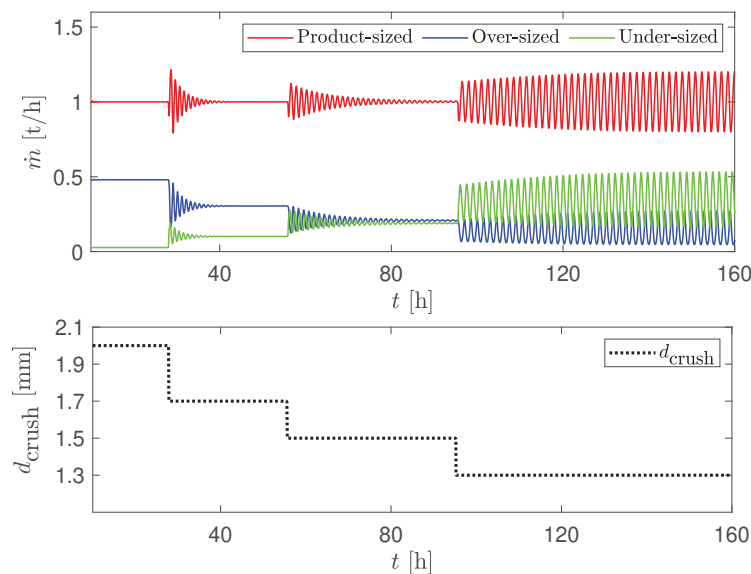 1.5
Product-sized Over-sized Under-sized
1
ṁ [t/h]
0.5
0
40 80 120 160
t [h]
2.1
d_crush
1.9
1.7
d_crush [mm]
1.5
1.3
40 80 120 160
t [h]